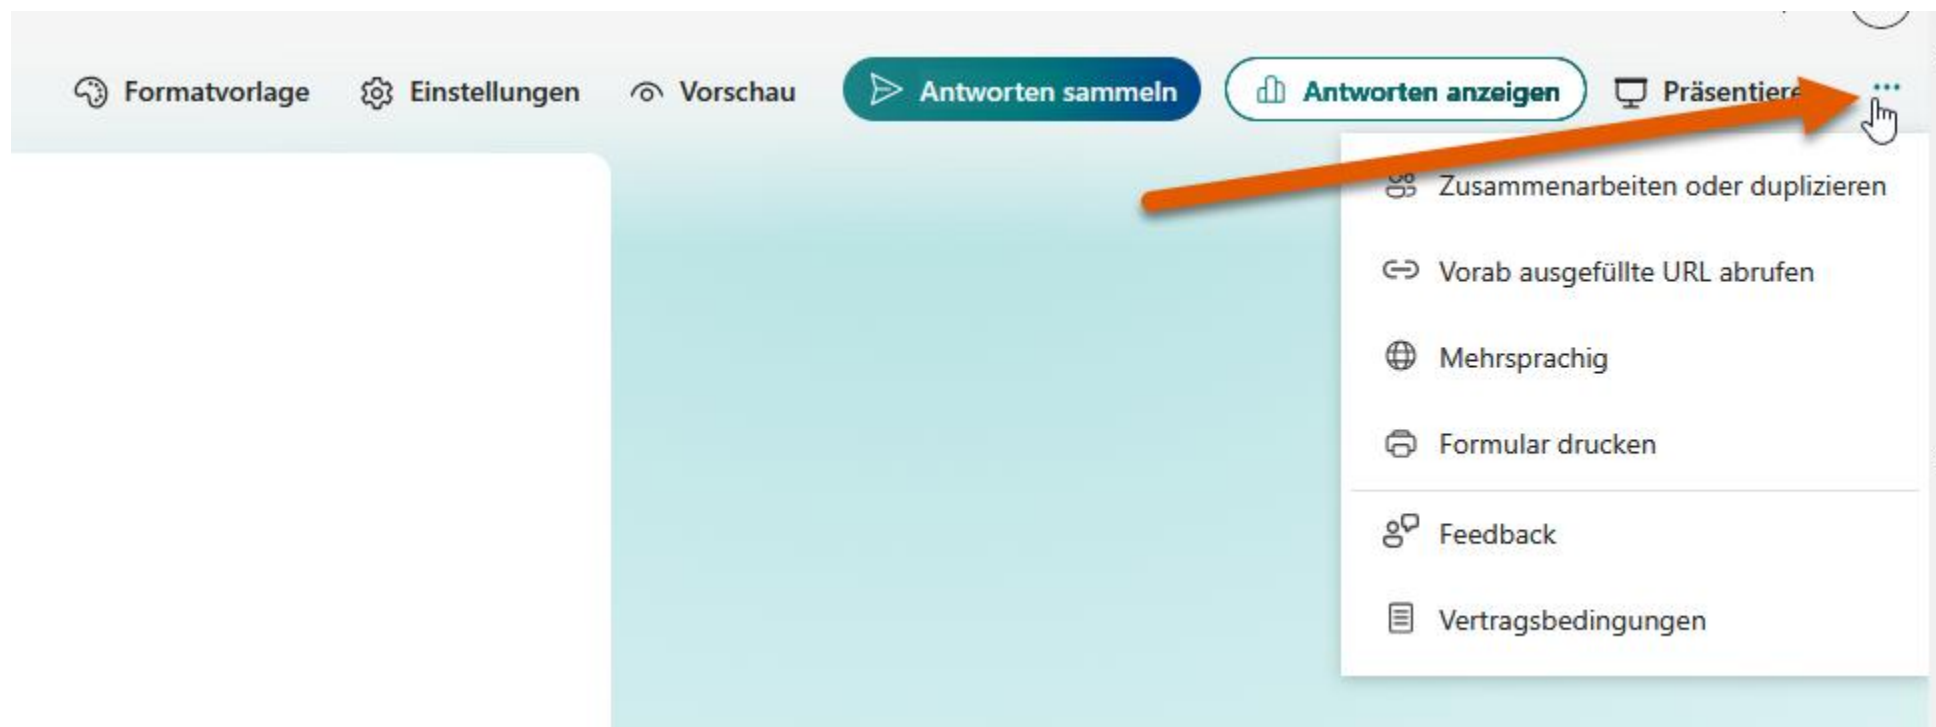 Formatvorlage Einstellungen Vorschau Antworten sammeln Antworten anzeigen
Zusammenarbeiten oder duplizieren
Vorab ausgefüllte URL abrufen
Mehrsprachig
Formular drucken
Feedback
Vertragsbedingungen